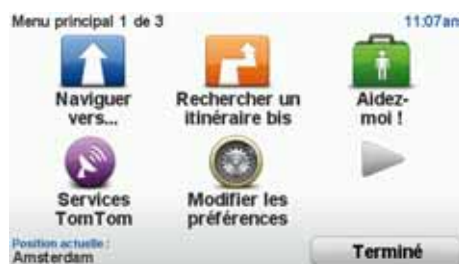 Menu principal 1 de 3
11:07am
Naviguer
vers...
Rechercher un
itinéraire bis
Aidez-
moi !
Services
TomTom
Modifier les
préférences
Position actuelle :
Amsterdam
Terminé